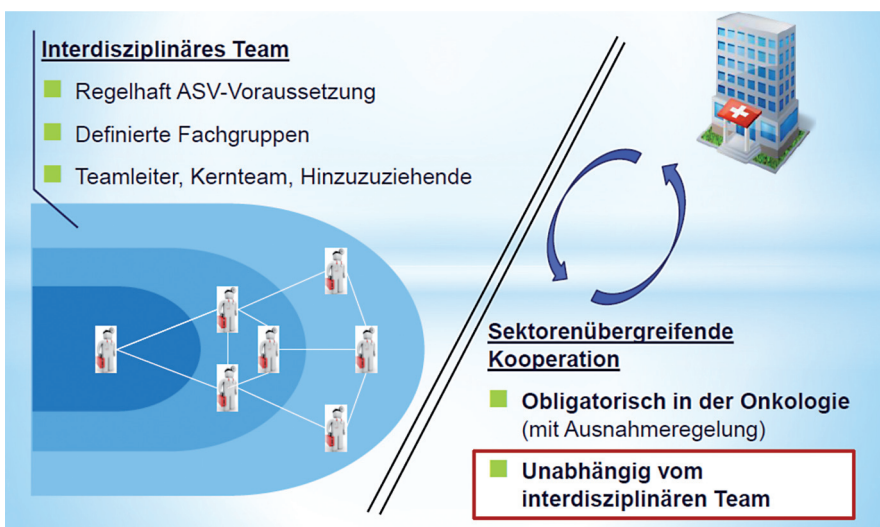 Interdisziplinäres Team
Regelhaft ASV-Voraussetzung
Definierte Fachgruppen
Teamleiter, Kernteam, Hinzuzuziehende
Sektorenübergreifende
Kooperation
Obligatorisch in der Onkologie
(mit Ausnahmeregelung)
Unabhängig vom
interdisziplinären Team